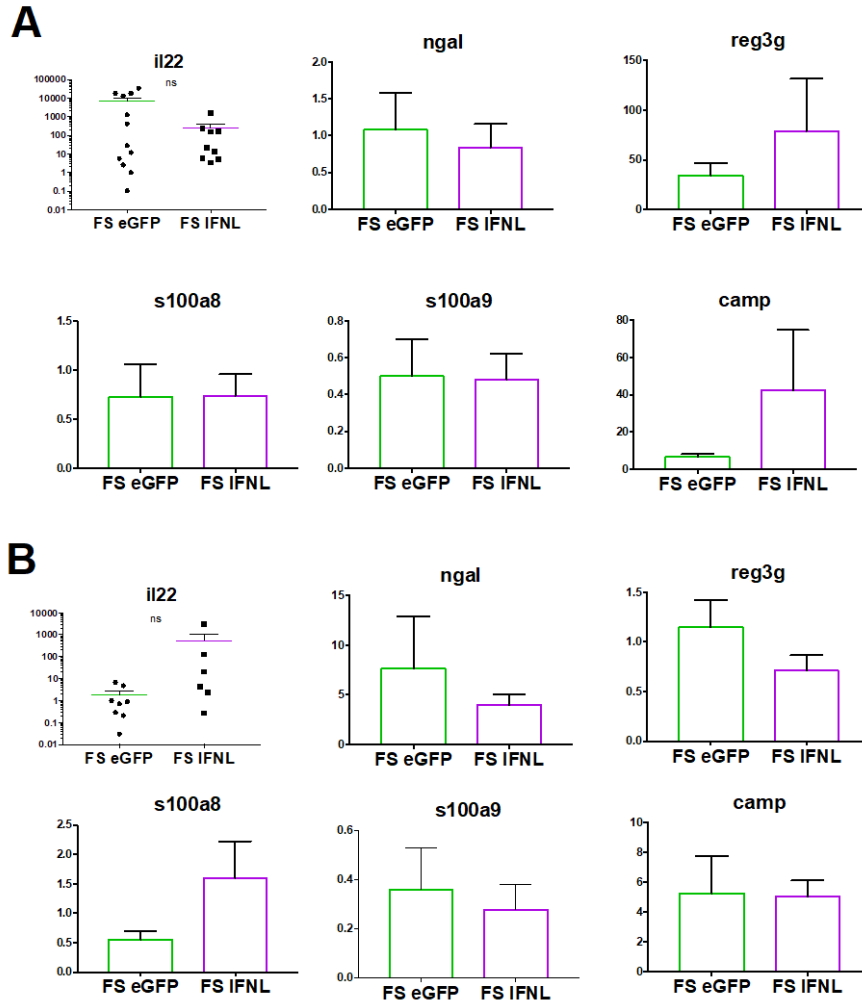 A
il22
ns
100000
10000
1000
100
10
1
0.1
0.01
FS eGFP FS IFNL
ngal
2.0
1.5
1.0
0.5
0.0
FS eGFP FS IFNL
reg3g
150
100
50
0
FS eGFP FS IFNL
s100a8
1.5
1.0
0.5
0.0
FS eGFP FS IFNL
s100a9
0.8
0.6
0.4
0.2
0.0
FS eGFP FS IFNL
camp
80
60
40
20
0
FS eGFP FS IFNL
B
il22
ns
10000
1000
100
10
1
0.1
0.01
FS eGFP FS IFNL
ngal
15
10
5
0
FS eGFP FS IFNL
reg3g
1.5
1.0
0.5
0.0
FS eGFP FS IFNL
s100a8
2.5
2.0
1.5
1.0
0.5
0.0
FS eGFP FS IFNL
s100a9
0.6
0.4
0.2
0.0
FS eGFP FS IFNL
camp
10
8
6
4
2
0
FS eGFP FS IFNL